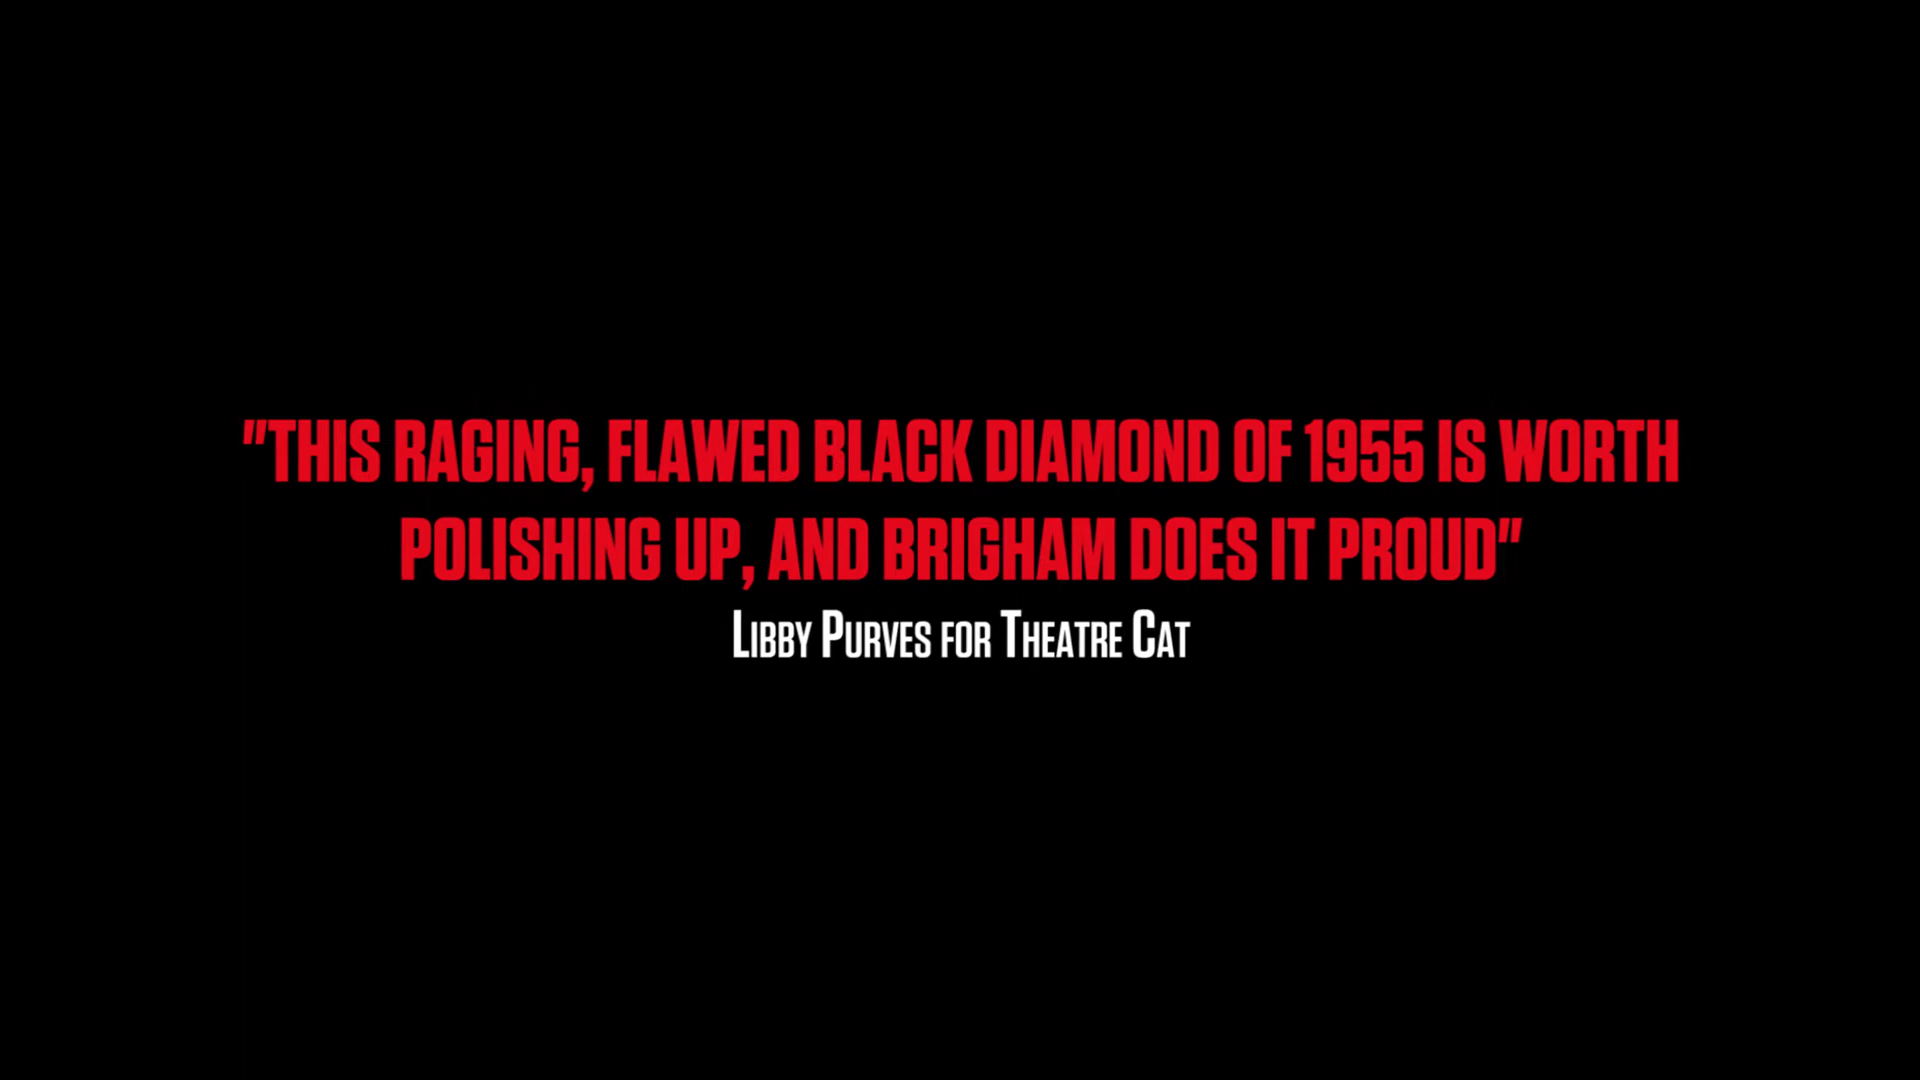 "THIS RAGING, FLAWED BLACK DIAMOND OF 1955 IS WORTH
POLISHING UP, AND BRIGHAM DOES IT PROUD"
LIBBY PURVES FOR THEATRE CAT